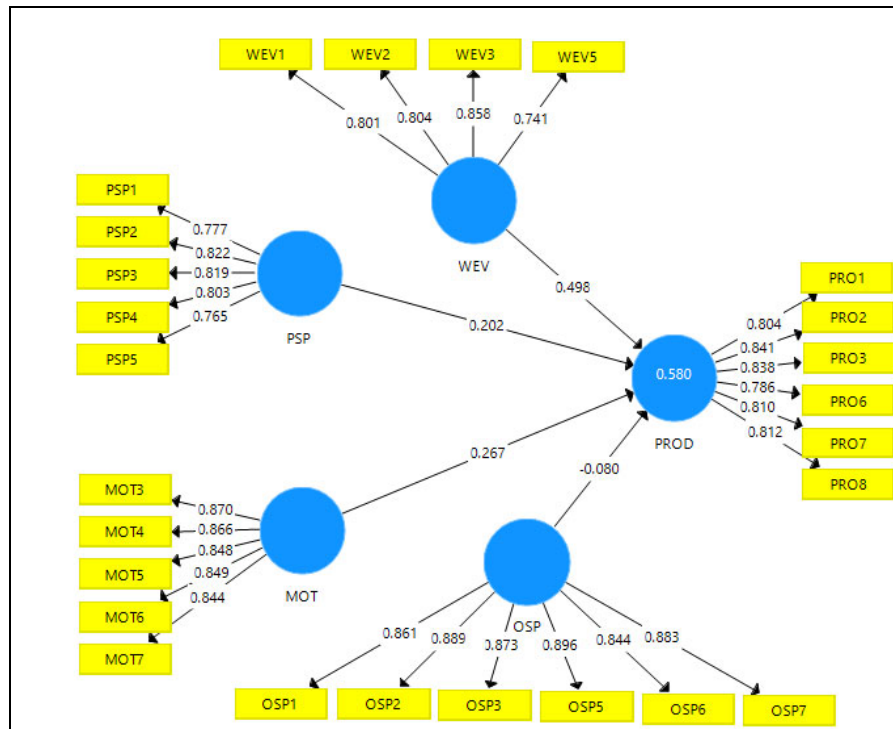 WEV1 WEV2 WEV3 WEV5
0.801 0.804 0.858 0.741
WEV
PSP1
PSP2
PSP3
PSP4
PSP5
0.777
0.822
0.819
0.803
0.765
PSP
0.498
0.202
0.267
-0.080
0.580
PROD
PRO1
PRO2
PRO3
PRO6
PRO7
PRO8
0.804
0.841
0.838
0.786
0.810
0.812
MOT3
MOT4
MOT5
MOT6
MOT7
0.870
0.866
0.848
0.849
0.844
MOT
OSP
0.861 0.889 0.873 0.896 0.844 0.883
OSP1 OSP2 OSP3 OSP5 OSP6 OSP7